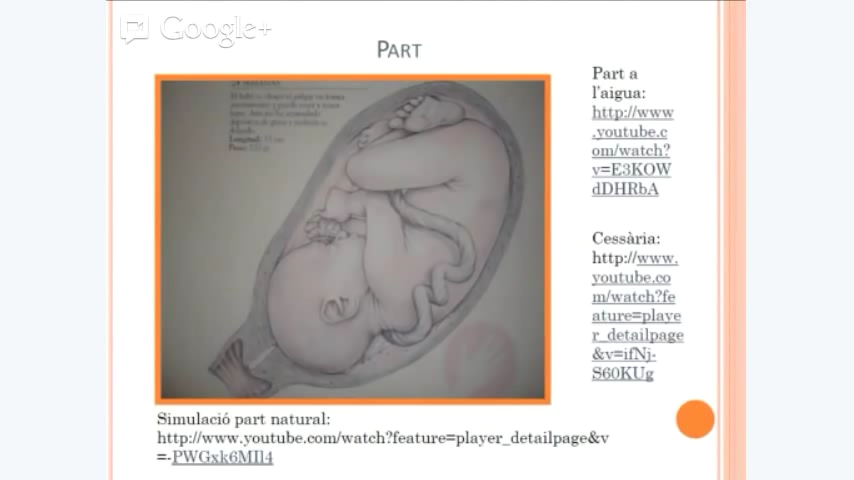 Google+
PART
Part a
l'aigua:
http://www
.youtube.c
om/watch?
v=E3KOW
dDHRbA
Cessària:
http://www.
youtube.co
m/watch?fe
ature=playe
r_detailpage
&v=ifNj-
S60KUg
Simulació part natural:
http://www.youtube.com/watch?feature=player_detailpage&v
=-PWGxk6MIl4